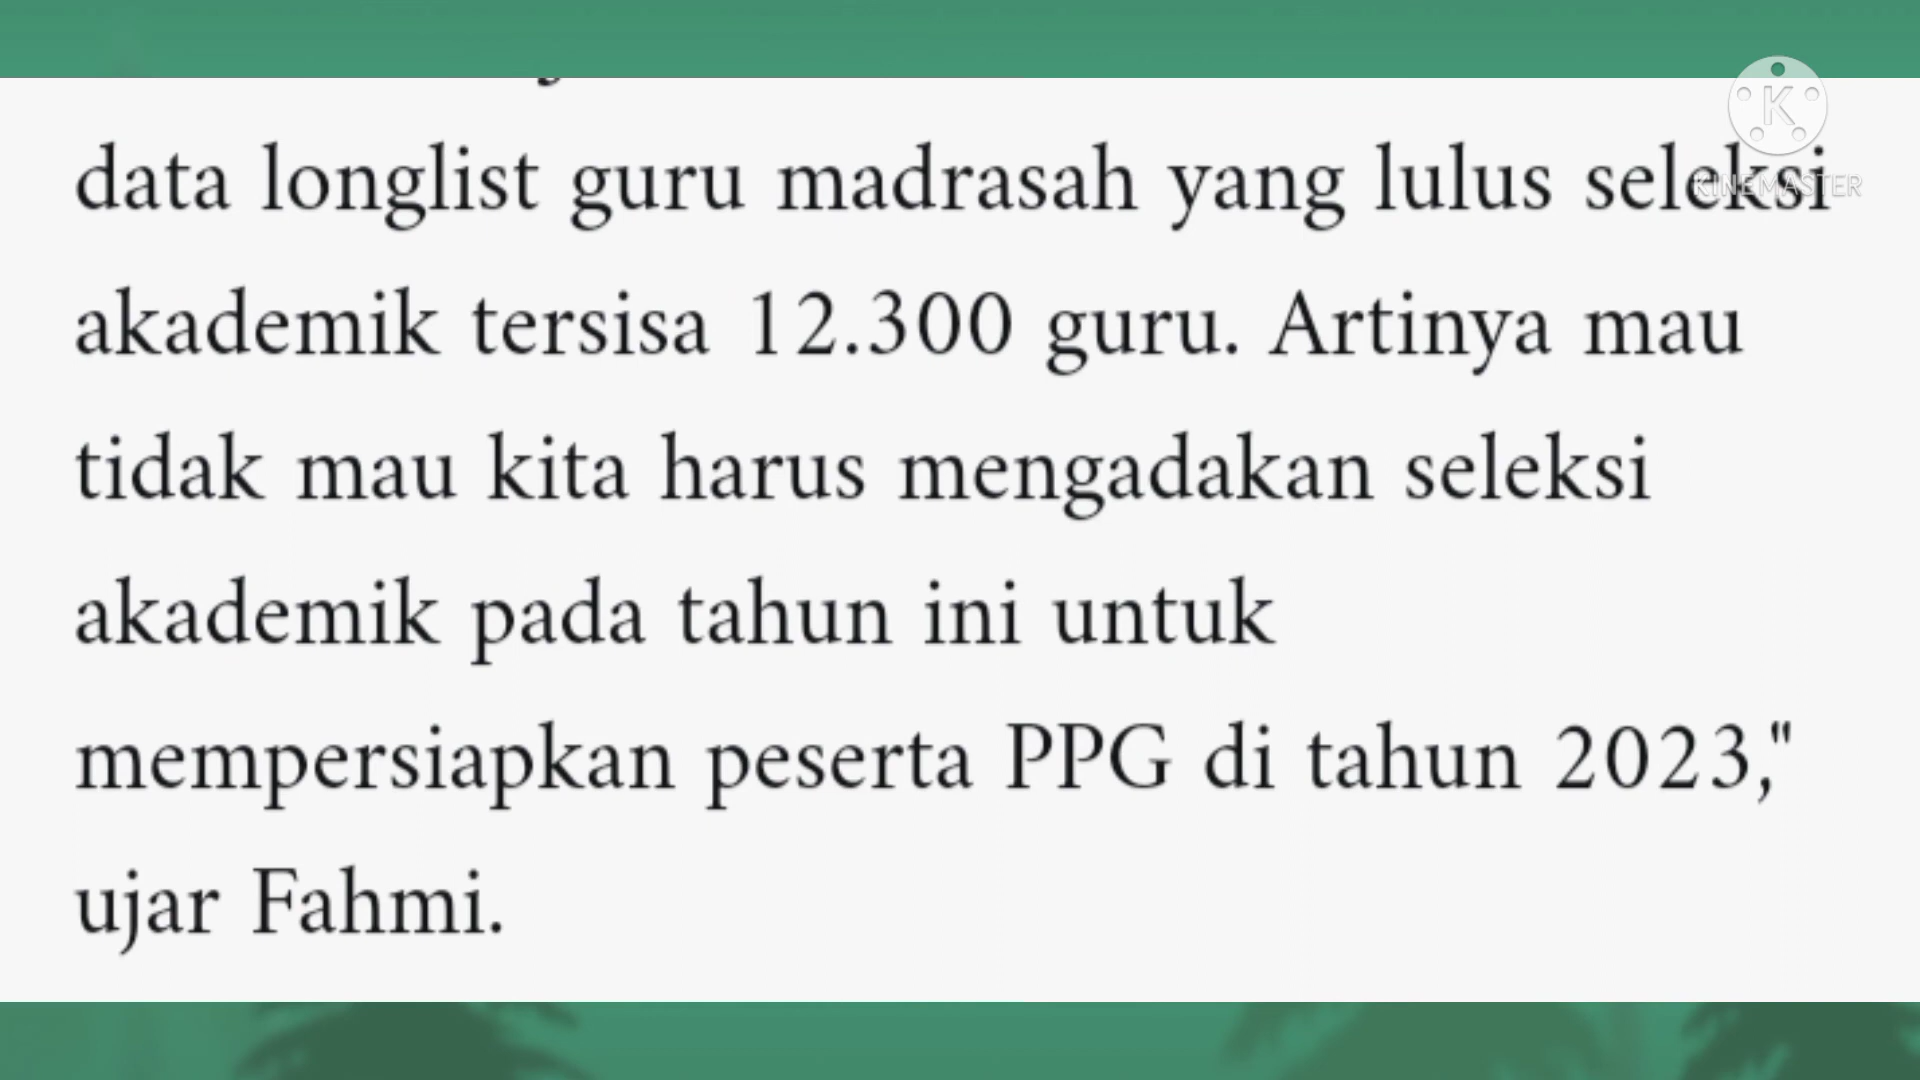 KINEMASTER
data longlist guru madrasah yang lulus seleksi
akademik tersisa 12.300 guru. Artinya mau
tidak mau kita harus mengadakan seleksi
akademik pada tahun ini untuk
mempersiapkan peserta PPG di tahun 2023,"
ujar Fahmi.